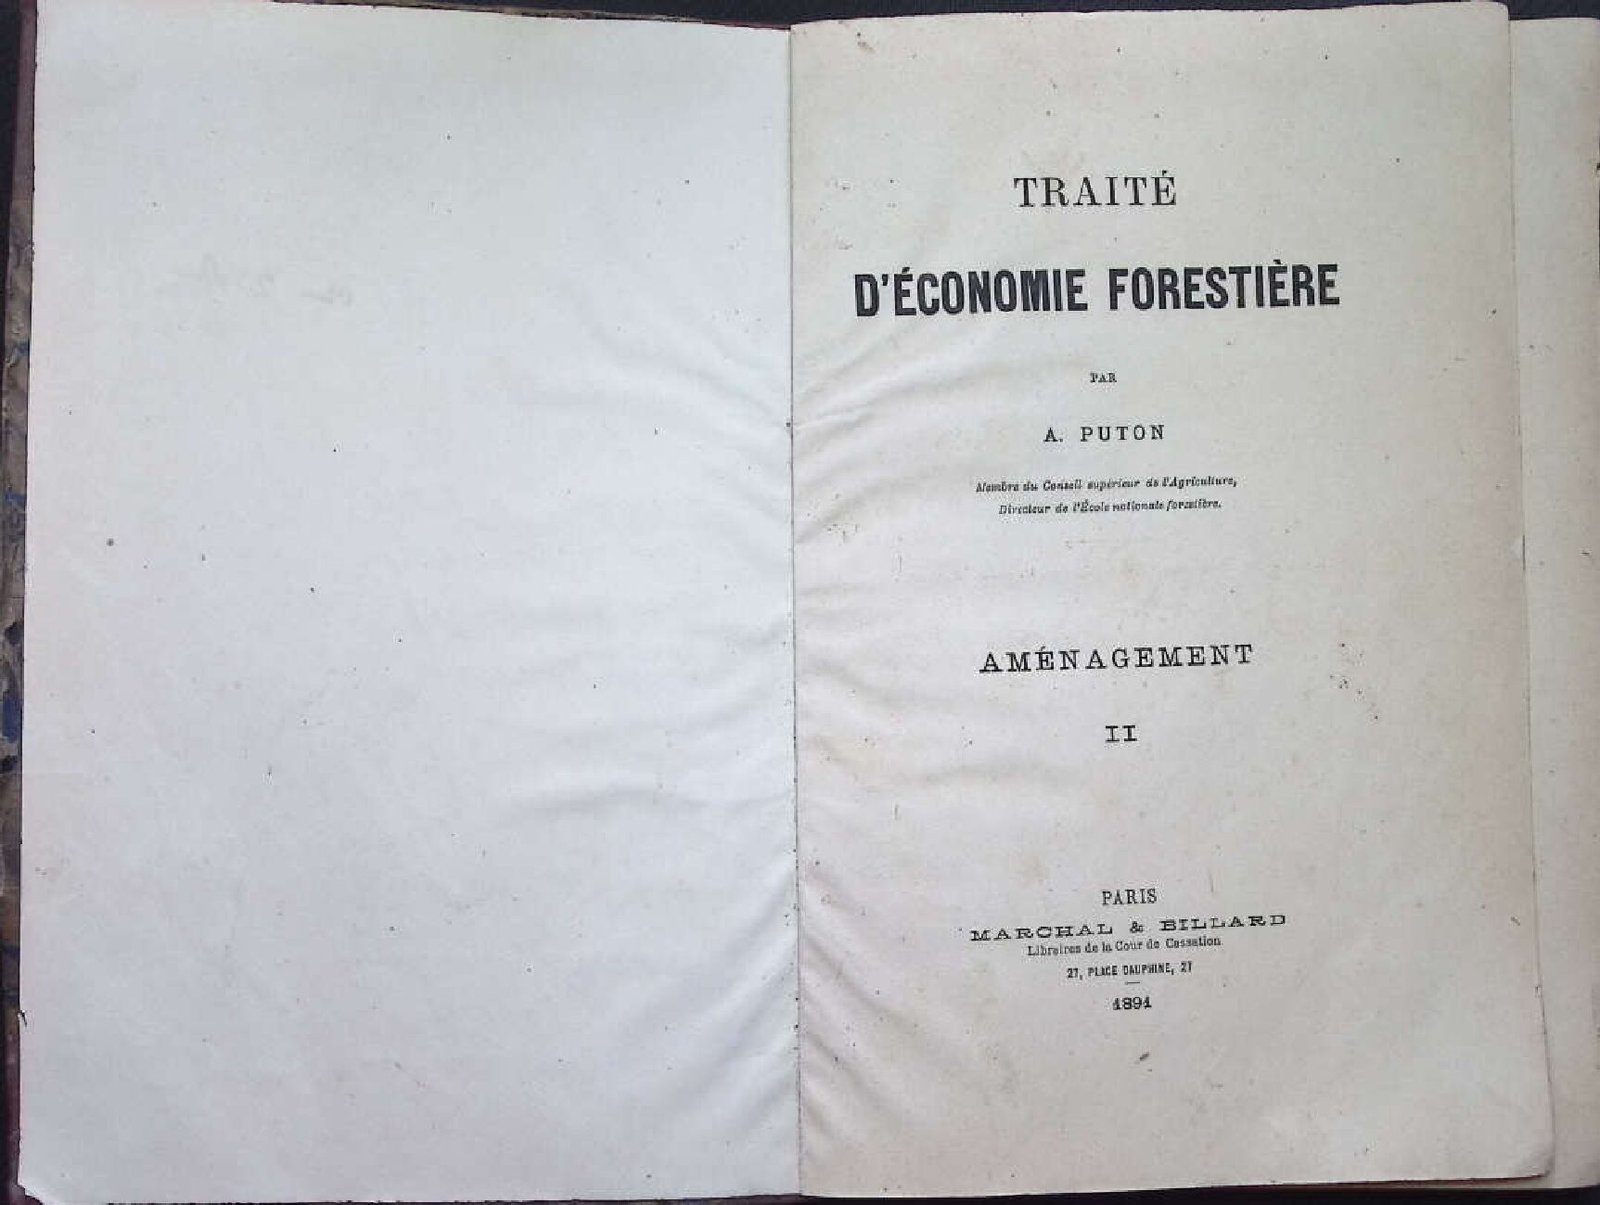 TRAITÉ
D'ÉCONOMIE FORESTIÈRE
PAR
A. PUTON
Membre du Conseil supérieur de l'Agriculture,
Directeur de l'École nationale forestière.
AMÉNAGEMENT
II
PARIS
MARCHAL & BILLARD
Libraires de la Cour de Cassation
27, PLACE DAUPHINE, 27
1891